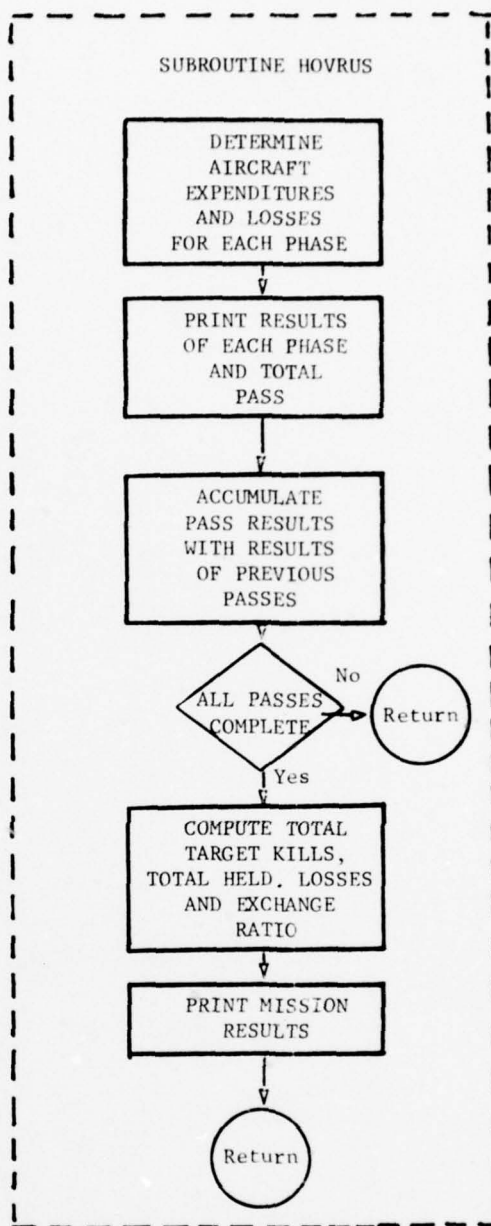 SUBROUTINE HOVRUS
DETERMINE
AIRCRAFT
EXPENDITURES
AND LOSSES
FOR EACH PHASE
PRINT RESULTS
OF EACH PHASE
AND TOTAL
PASS
ACCUMULATE
PASS RESULTS
WITH RESULTS
OF PREVIOUS
PASSES
ALL PASSES
COMPLETE
No
Return
Yes
COMPUTE TOTAL
TARGET KILLS,
TOTAL HELD. LOSSES
AND EXCHANGE
RATIO
PRINT MISSION
RESULTS
Return